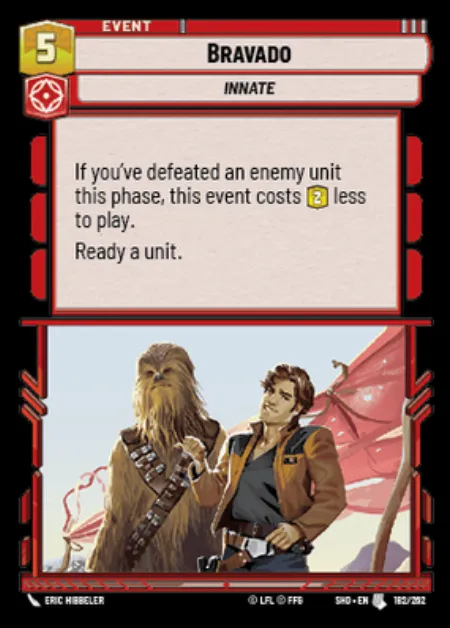 EVENT
5
BRAVADO
INNATE
If you've defeated an enemy unit
this phase, this event costs 2 less
to play.
Ready a unit.
ERIC HIBBELER
© LFL © FFG
SHD • EN
182/262